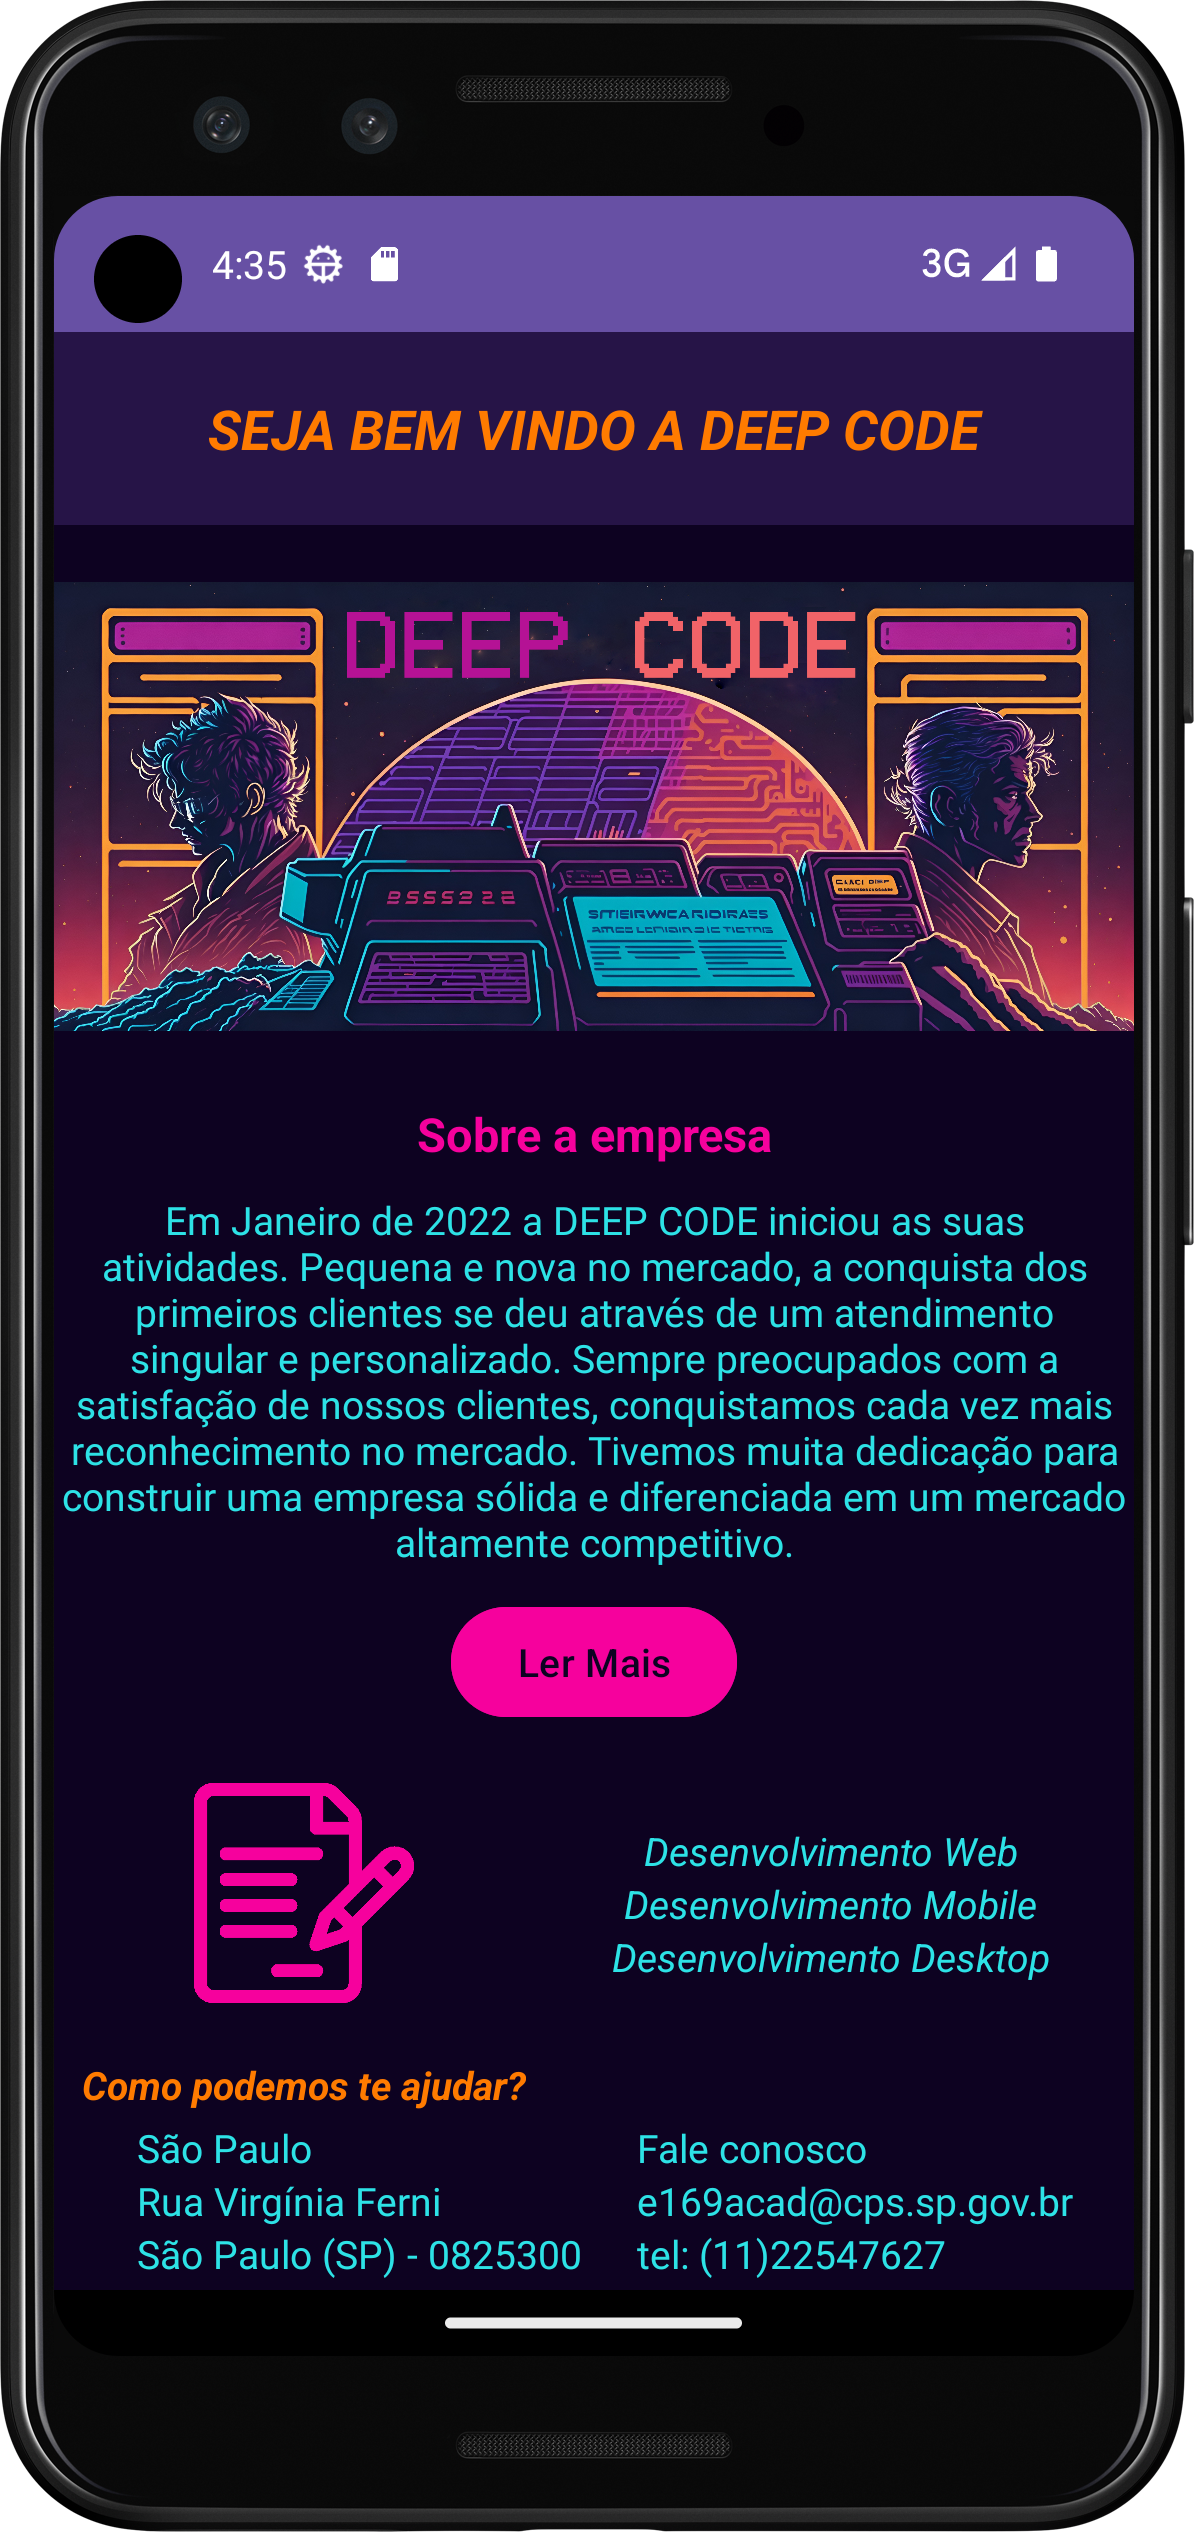 4:35
3G
SEJA BEM VINDO A DEEP CODE
DEEP CODE
Sobre a empresa
Em Janeiro de 2022 a DEEP CODE iniciou as suas
atividades. Pequena e nova no mercado, a conquista dos
primeiros clientes se deu através de um atendimento
singular e personalizado. Sempre preocupados com a
satisfação de nossos clientes, conquistamos cada vez mais
reconhecimento no mercado. Tivemos muita dedicação para
construir uma empresa sólida e diferenciada em um mercado
altamente competitivo.
Ler Mais
Desenvolvimento Web
Desenvolvimento Mobile
Desenvolvimento Desktop
Como podemos te ajudar?
São Paulo
Rua Virgínia Ferni
São Paulo (SP) - 0825300
Fale conosco
e169acad@cps.sp.gov.br
tel: (11)22547627